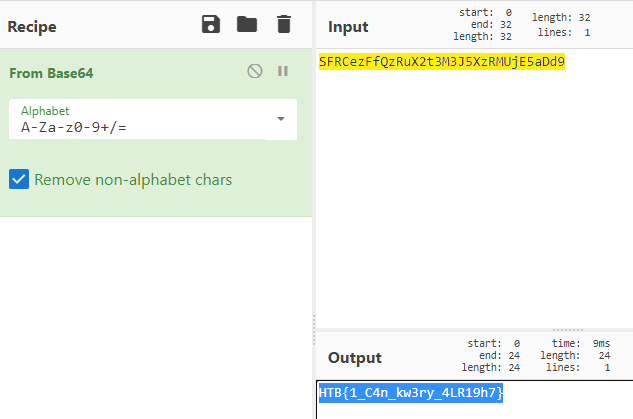 Recipe
From Base64
Alphabet
A-Za-z0-9+/=
Remove non-alphabet chars
Input
start: 0
end: 32
length: 32
length: 32
lines: 1
SFRCezFfQzRuX2t3M3J5XzRMUjE5aDd9
Output
start: 0
end: 24
length: 24
time: 9ms
length: 24
lines: 1
HTB{1_C4n_kw3ry_4LR19h7}